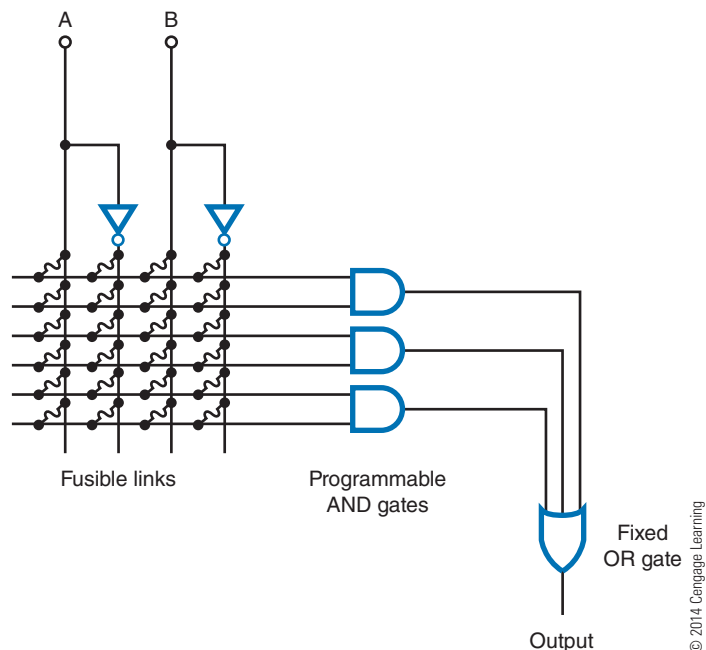 A
B
Fusible links
Programmable
AND gates
Fixed
OR gate
Output
© 2014 Cengage Learning